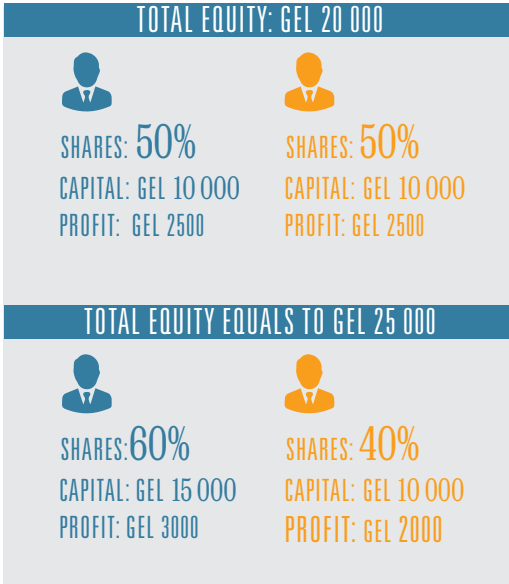 TOTAL EQUITY: GEL 20 000
SHARES: 50%
CAPITAL: GEL 10 000
PROFIT: GEL 2500
SHARES: 50%
CAPITAL: GEL 10 000
PROFIT: GEL 2500
TOTAL EQUITY EQUALS TO GEL 25 000
SHARES:60%
CAPITAL: GEL 15 000
PROFIT: GEL 3000
SHARES: 40%
CAPITAL: GEL 10 000
PROFIT: GEL 2000